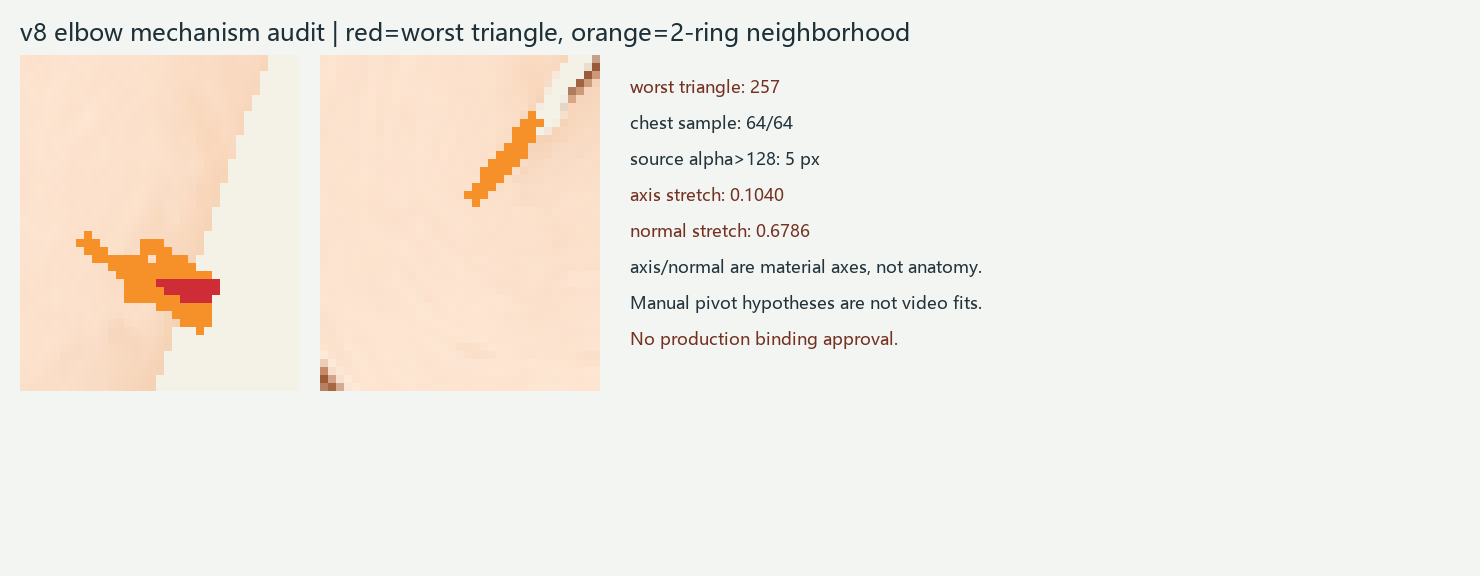 v8 elbow mechanism audit | red=worst triangle, orange=2-ring neighborhood
worst triangle: 257
chest sample: 64/64
source alpha>128: 5 px
axis stretch: 0.1040
normal stretch: 0.6786
axis/normal are material axes, not anatomy.
Manual pivot hypotheses are not video fits.
No production binding approval.